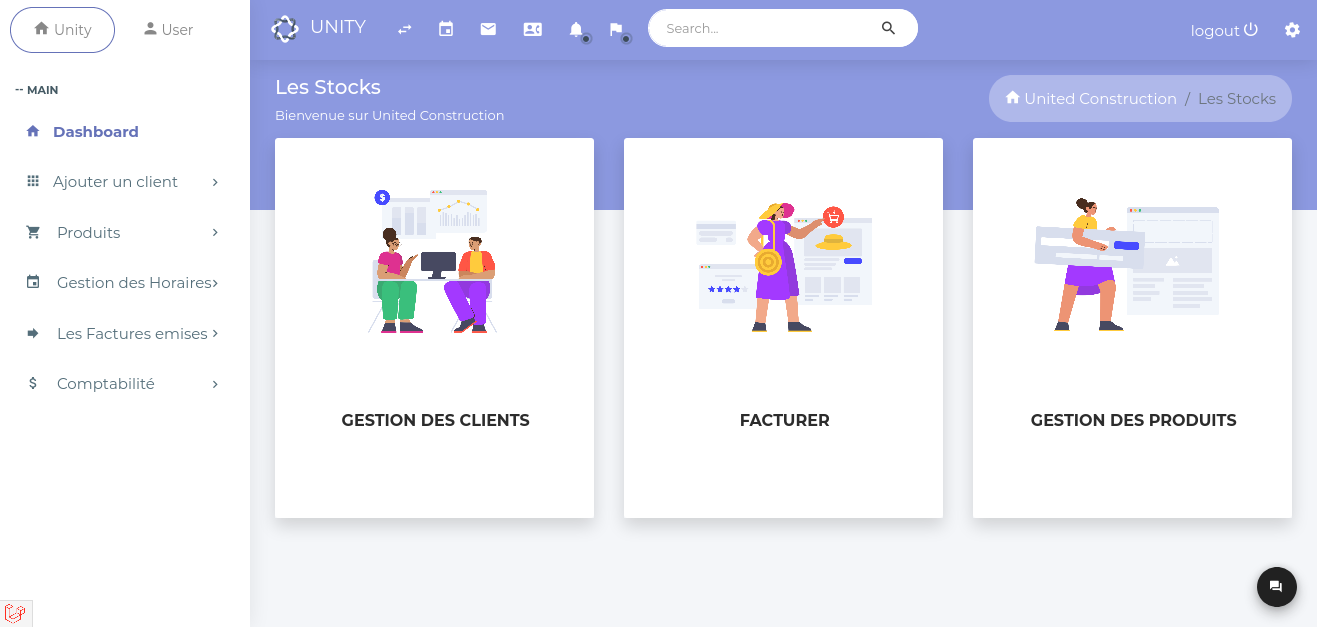 Unity
User
UNITY
Search...
logout
-- MAIN
Dashboard
Ajouter un client
Produits
Gestion des Horaires
Les Factures emises
Comptabilité
Les Stocks
Bienvenue sur United Construction
United Construction / Les Stocks
$
GESTION DES CLIENTS
FACTURER
GESTION DES PRODUITS